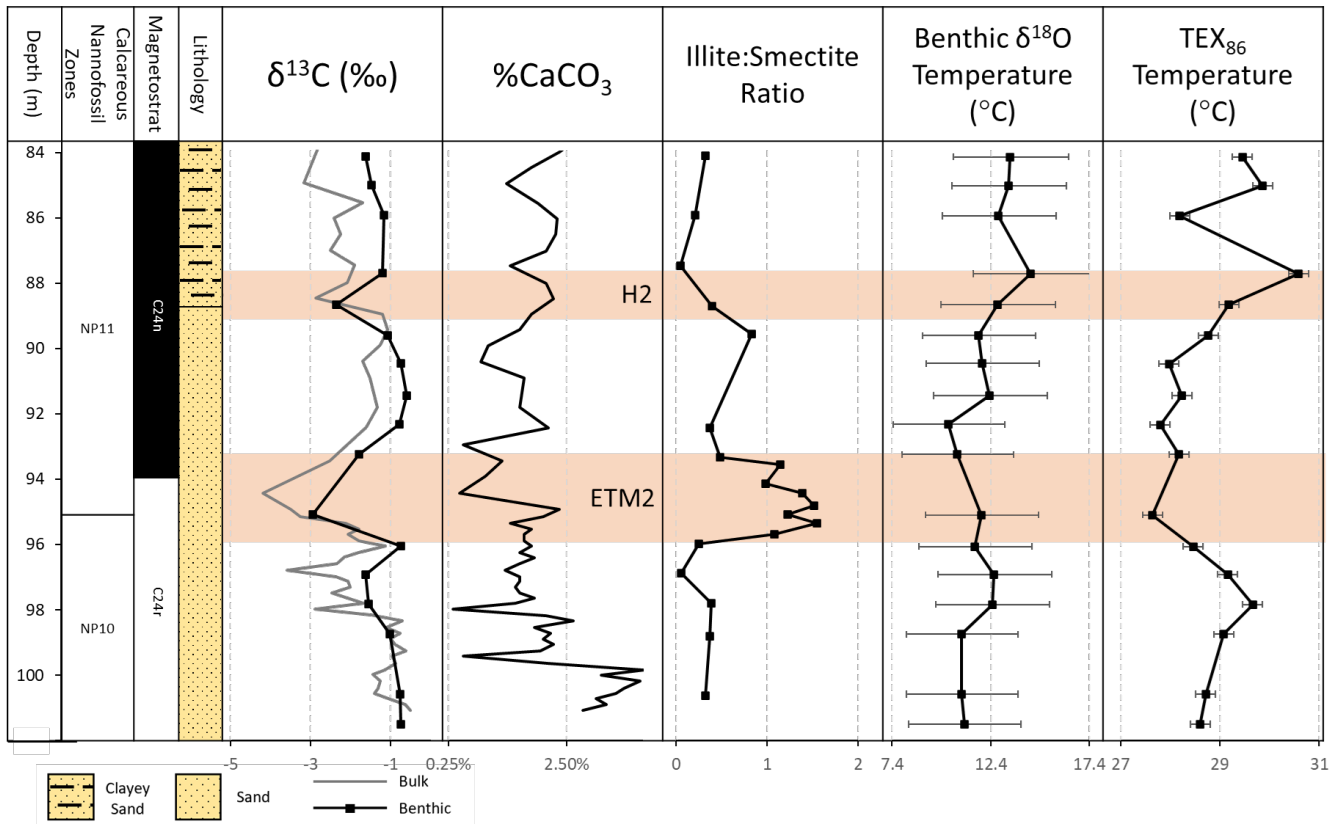 Depth (m)
Calcareous
Nannofossil
Zones
Magnetostrat
Lithology
δ¹³C (‰)
%CaCO₃
Illite:Smectite
Ratio
Benthic δ¹⁸O
Temperature
(°C)
TEX₈₆
Temperature
(°C)
84
86
88
90
92
94
96
98
100
NP11
NP10
C24n
C24r
H2
ETM2
-5
-3
-1
0.25%
2.50%
0
1
2
7.4
12.4
17.4
27
29
31
Clayey
Sand
Sand
Bulk
Benthic